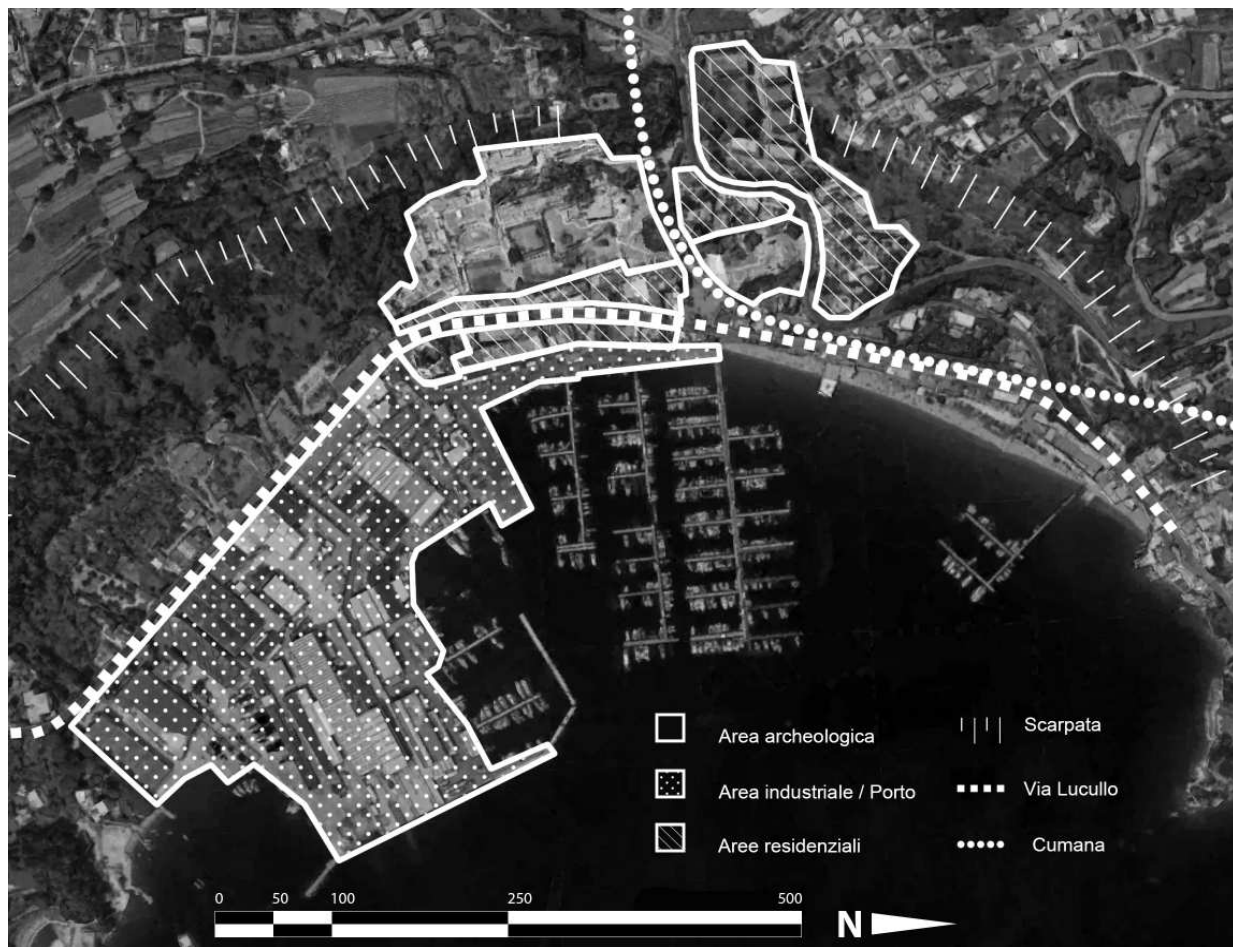 Area archeologica
Area industriale / Porto
Aree residenziali
Scarpata
Via Lucullo
Cumana
0 50 100 250 500
N